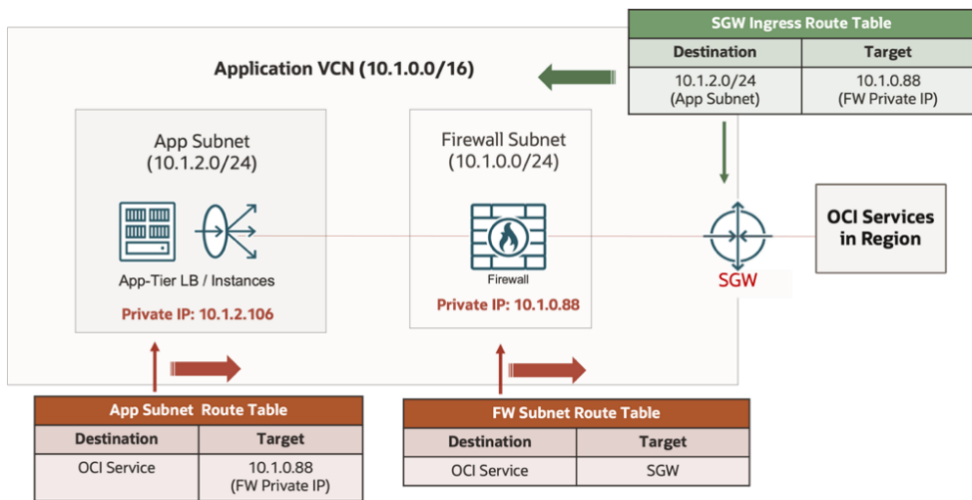 SGW Ingress Route Table
Destination Target
10.1.2.0/24 10.1.0.88
(App Subnet) (FW Private IP)
Application VCN (10.1.0.0/16)
App Subnet
(10.1.2.0/24)
App-Tier LB / Instances
Private IP: 10.1.2.106
Firewall Subnet
(10.1.0.0/24)
Firewall
Private IP: 10.1.0.88
SGW
OCI Services
in Region
App Subnet Route Table
Destination Target
OCI Service 10.1.0.88
(FW Private IP)
FW Subnet Route Table
Destination Target
OCI Service SGW